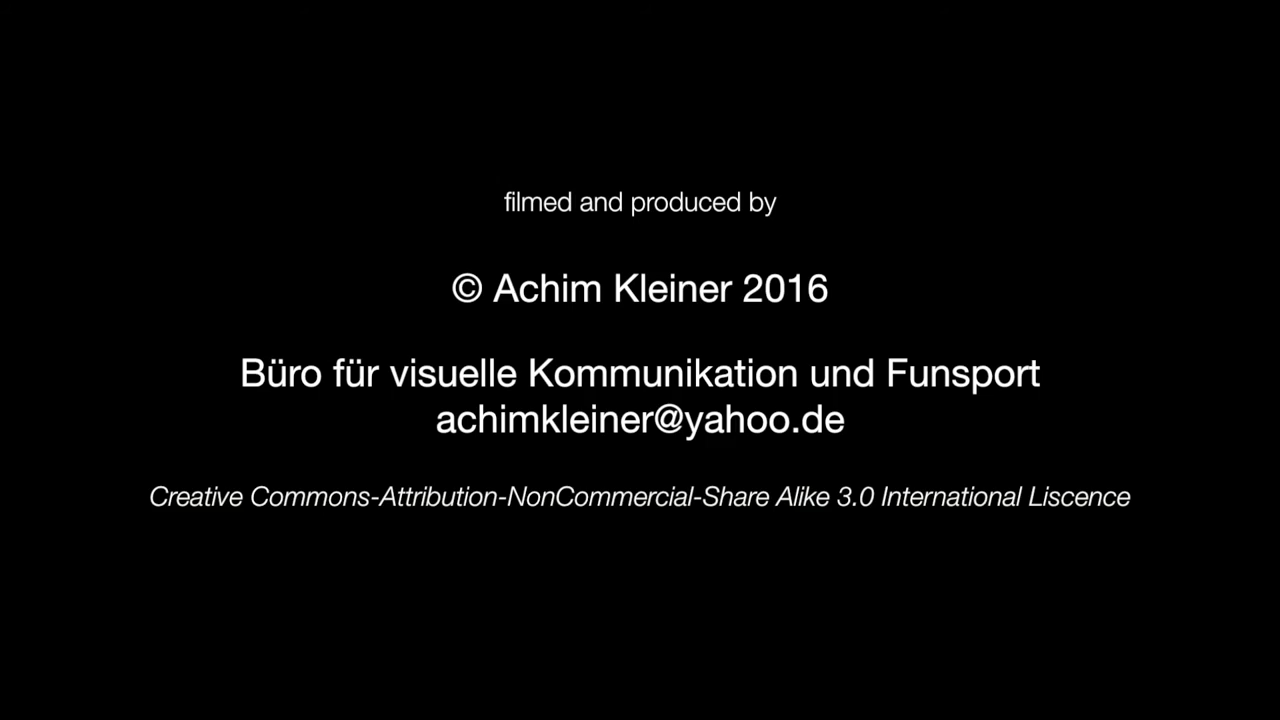 filmed and produced by
© Achim Kleiner 2016
Büro für visuelle Kommunikation und Funsport
achimkleiner@yahoo.de
Creative Commons-Attribution-NonCommercial-Share Alike 3.0 International Liscence